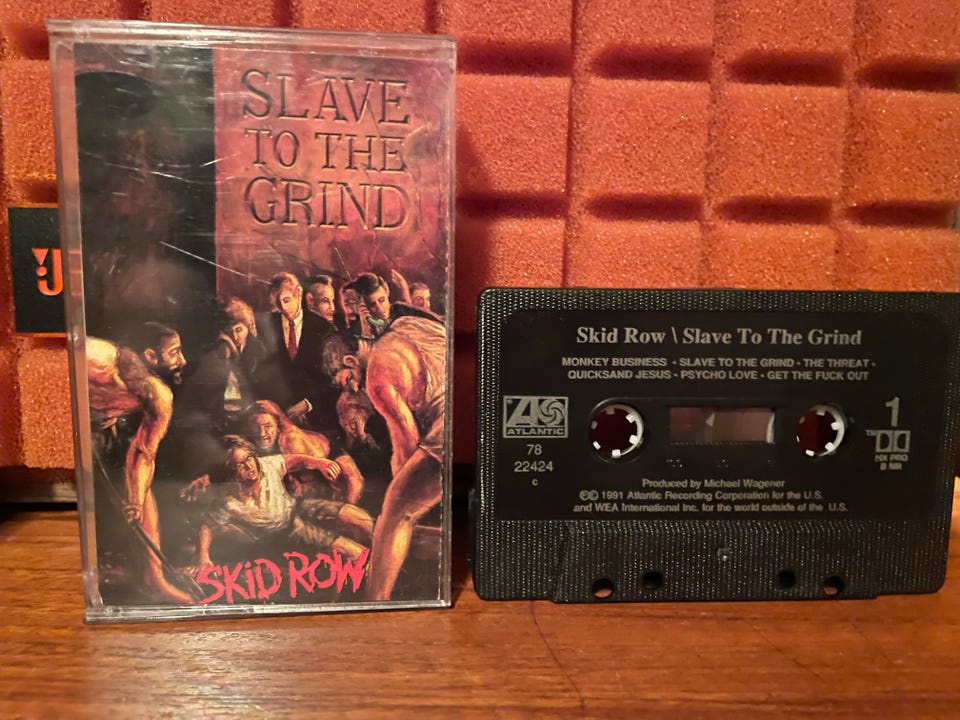 SLAVE
TO THE
GRIND
SKID ROW
Skid Row \ Slave To The Grind
MONKEY BUSINESS • SLAVE TO THE GRIND • THE THREAT •
QUICKSAND JESUS • PSYCHO LOVE • GET THE FUCK OUT
ATLANTIC
78
22424
c
1
TM
HX PRO
B NR
Produced by Michael Wagener
℗© 1991 Atlantic Recording Corporation for the U.S.
and WEA International Inc. for the world outside of the U.S.